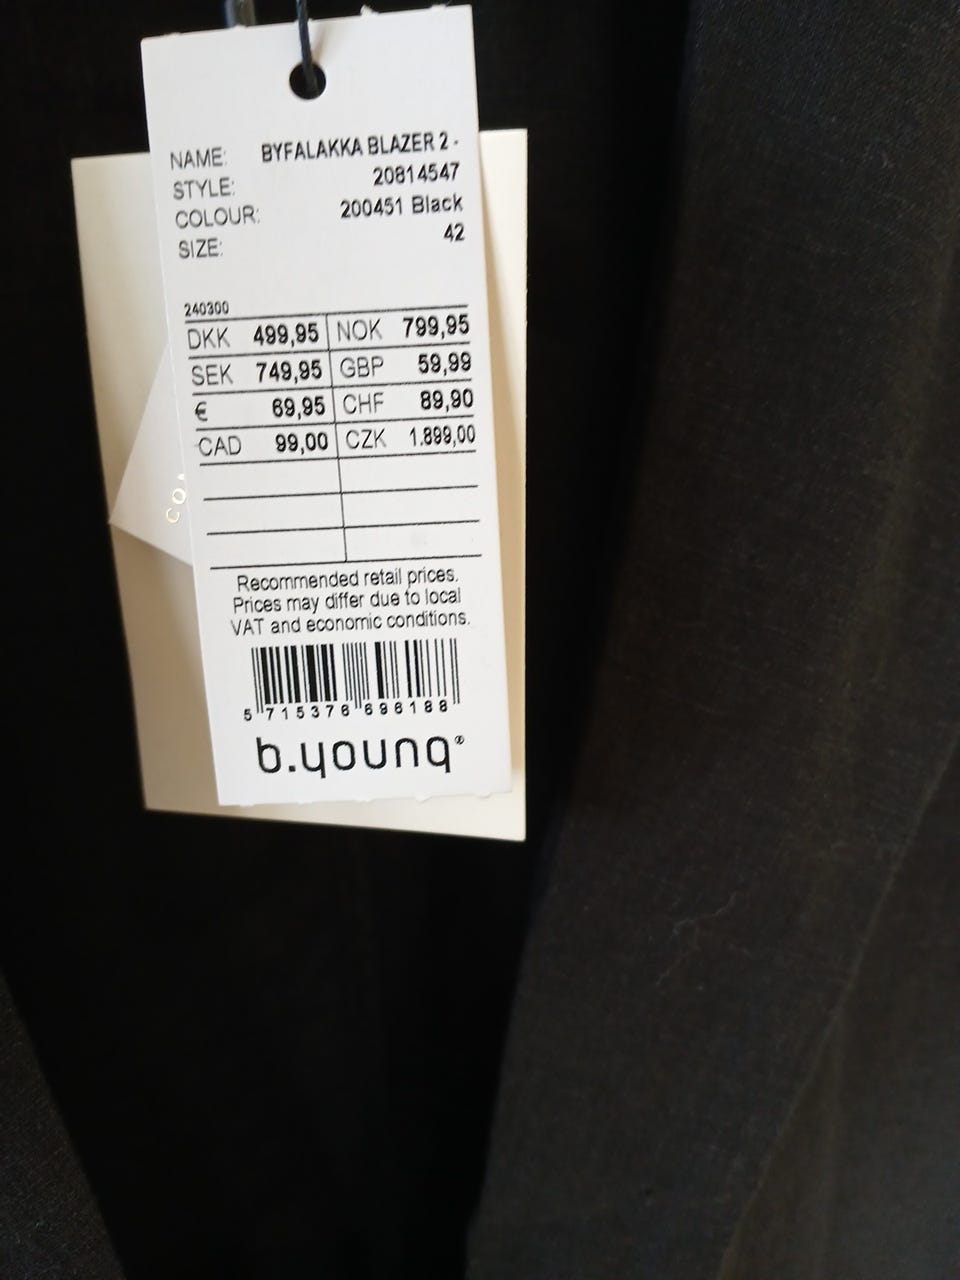 NAME: BYFALAKKA BLAZER 2 -
STYLE: 20814547
COLOUR: 200451 Black
SIZE: 42
240300
DKK 499,95 NOK 799,95
SEK 749,95 GBP 59,99
€ 69,95 CHF 89,90
CAD 99,00 CZK 1.899,00
Recommended retail prices.
Prices may differ due to local
VAT and economic conditions.
5 715378 696188
b.young®